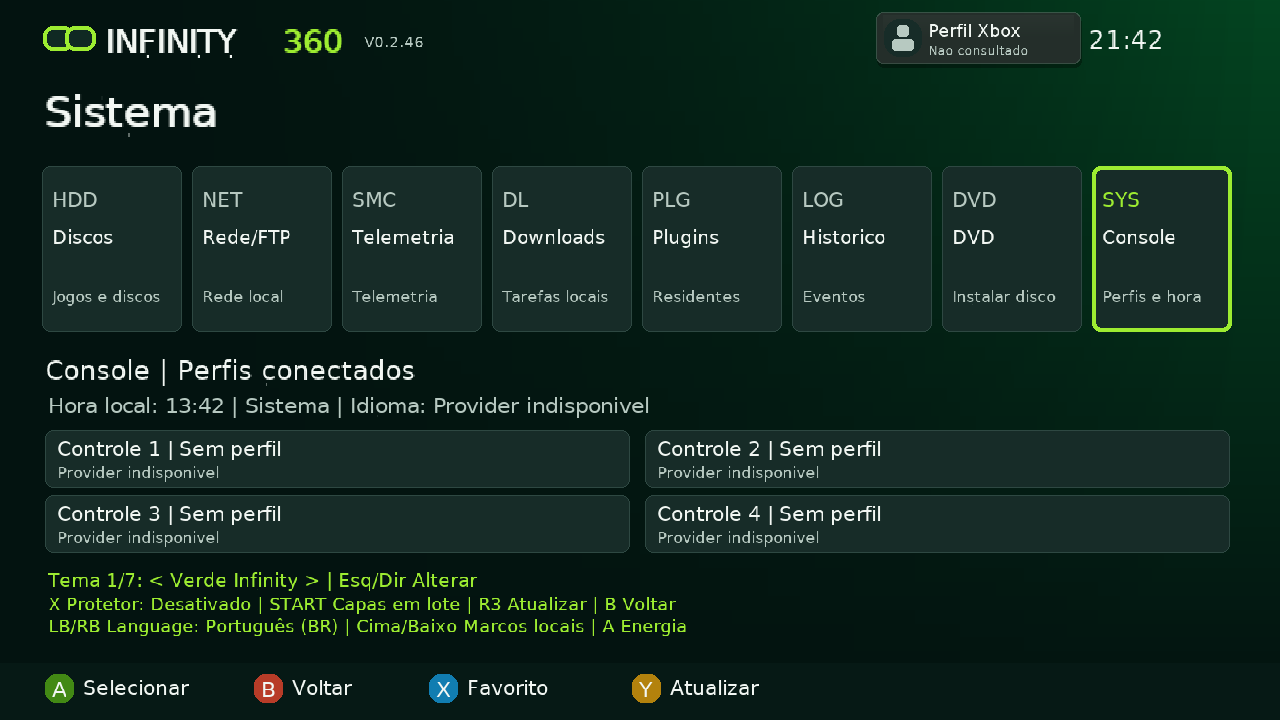 INFINITY 360 V0.2.46
Perfil Xbox
Nao consultado
21:42
Sistema
HDD
Discos
Jogos e discos
NET
Rede/FTP
Rede local
SMC
Telemetria
Telemetria
DL
Downloads
Tarefas locais
PLG
Plugins
Residentes
LOG
Historico
Eventos
DVD
DVD
Instalar disco
SYS
Console
Perfis e hora
Console | Perfis conectados
Hora local: 13:42 | Sistema | Idioma: Provider indisponivel
Controle 1 | Sem perfil
Provider indisponivel
Controle 2 | Sem perfil
Provider indisponivel
Controle 3 | Sem perfil
Provider indisponivel
Controle 4 | Sem perfil
Provider indisponivel
Tema 1/7: < Verde Infinity > | Esq/Dir Alterar
X Protetor: Desativado | START Capas em lote | R3 Atualizar | B Voltar
LB/RB Language: Português (BR) | Cima/Baixo Marcos locais | A Energia
A Selecionar B Voltar X Favorito Y Atualizar